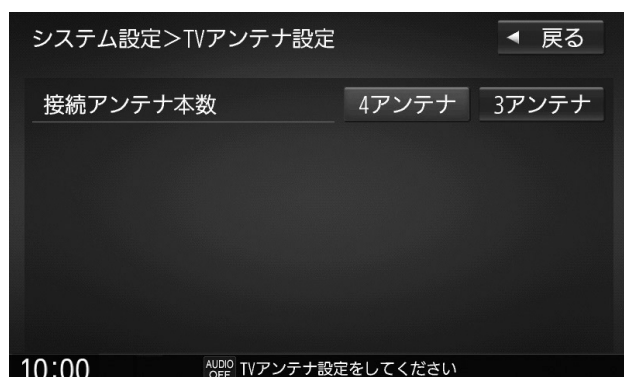 システム設定＞TVアンテナ設定
◀ 戻る
接続アンテナ本数
4アンテナ 3アンテナ
10:00
AUDIO OFF TVアンテナ設定をしてください